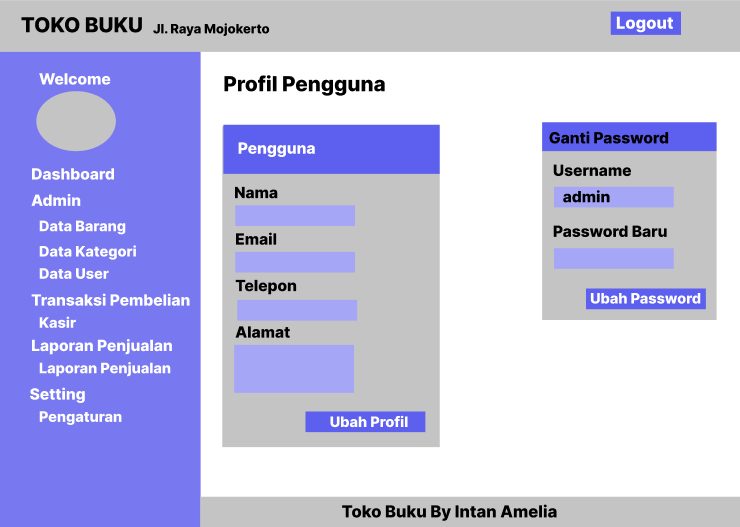 TOKO BUKU Jl. Raya Mojokerto
Logout
Welcome
Dashboard
Admin
Data Barang
Data Kategori
Data User
Transaksi Pembelian
Kasir
Laporan Penjualan
Laporan Penjualan
Setting
Pengaturan
Profil Pengguna
Pengguna
Nama
Email
Telepon
Alamat
Ubah Profil
Ganti Password
Username
admin
Password Baru
Ubah Password
Toko Buku By Intan Amelia